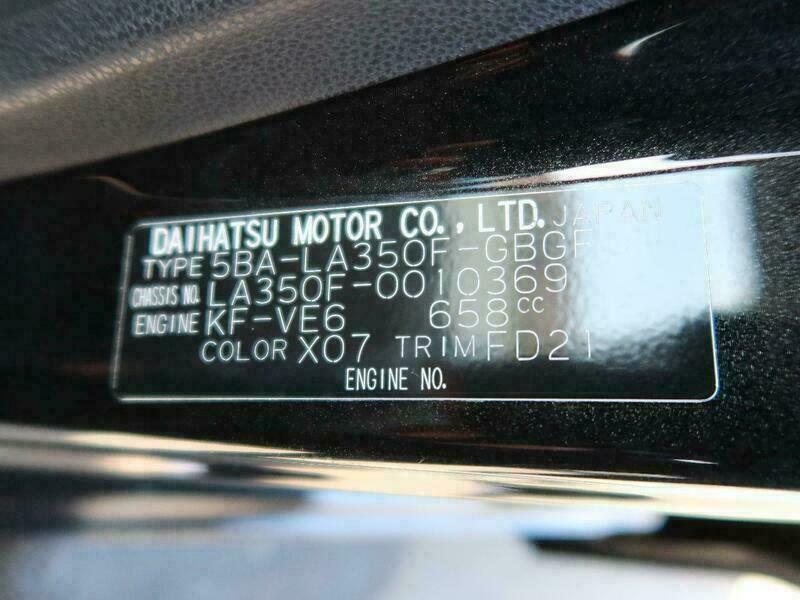 DAIHATSU MOTOR CO., LTD. JAPAN
TYPE 5BA-LA350F-GBGF
CHASSIS NO. LA350F-0010369
ENGINE KF-VE6 658cc
COLOR X07 TRIM FD21
ENGINE NO.